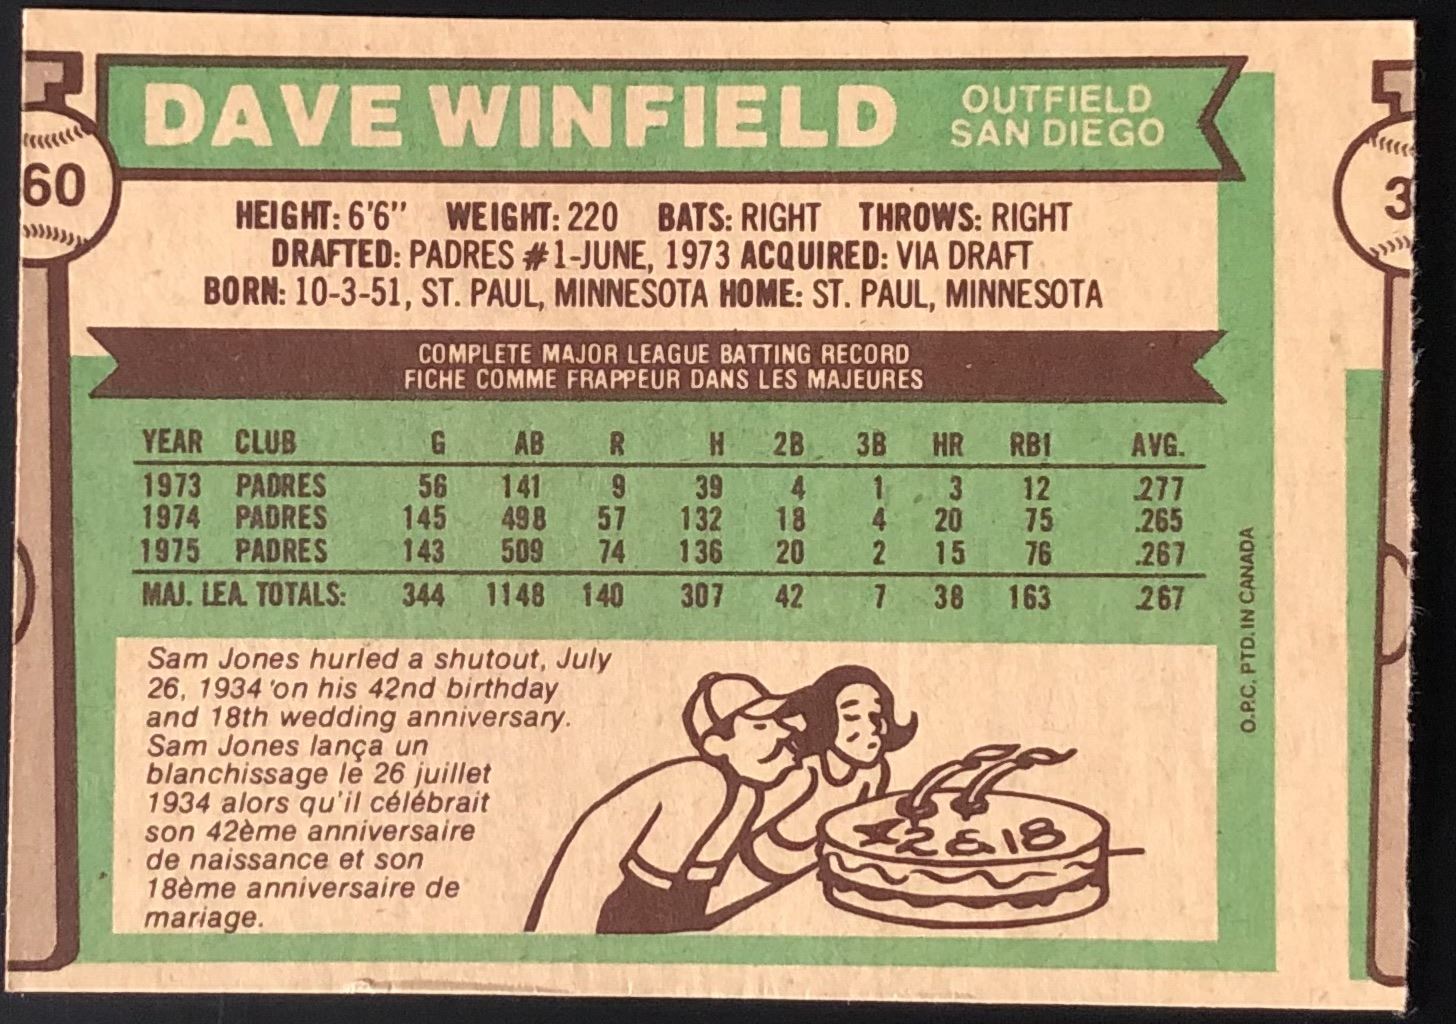 DAVE WINFIELD
OUTFIELD
SAN DIEGO
60
3
HEIGHT: 6'6" WEIGHT: 220 BATS: RIGHT THROWS: RIGHT
DRAFTED: PADRES #1-JUNE, 1973 ACQUIRED: VIA DRAFT
BORN: 10-3-51, ST. PAUL, MINNESOTA HOME: ST. PAUL, MINNESOTA
COMPLETE MAJOR LEAGUE BATTING RECORD
FICHE COMME FRAPPEUR DANS LES MAJEURES
YEAR CLUB G AB R H 2B 3B HR RBI AVG.
1973 PADRES 56 141 9 39 4 1 3 12 .277
1974 PADRES 145 498 57 132 18 4 20 75 .265
1975 PADRES 143 509 74 136 20 2 15 76 .267
MAJ. LEA. TOTALS: 344 1148 140 307 42 7 38 163 .267
Sam Jones hurled a shutout, July
26, 1934 'on his 42nd birthday
and 18th wedding anniversary.
Sam Jones lança un
blanchissage le 26 juillet
1934 alors qu'il célébrait
son 42ème anniversaire
de naissance et son
18ème anniversaire de
mariage.
42 & 18
O.P.C. PTD. IN CANADA